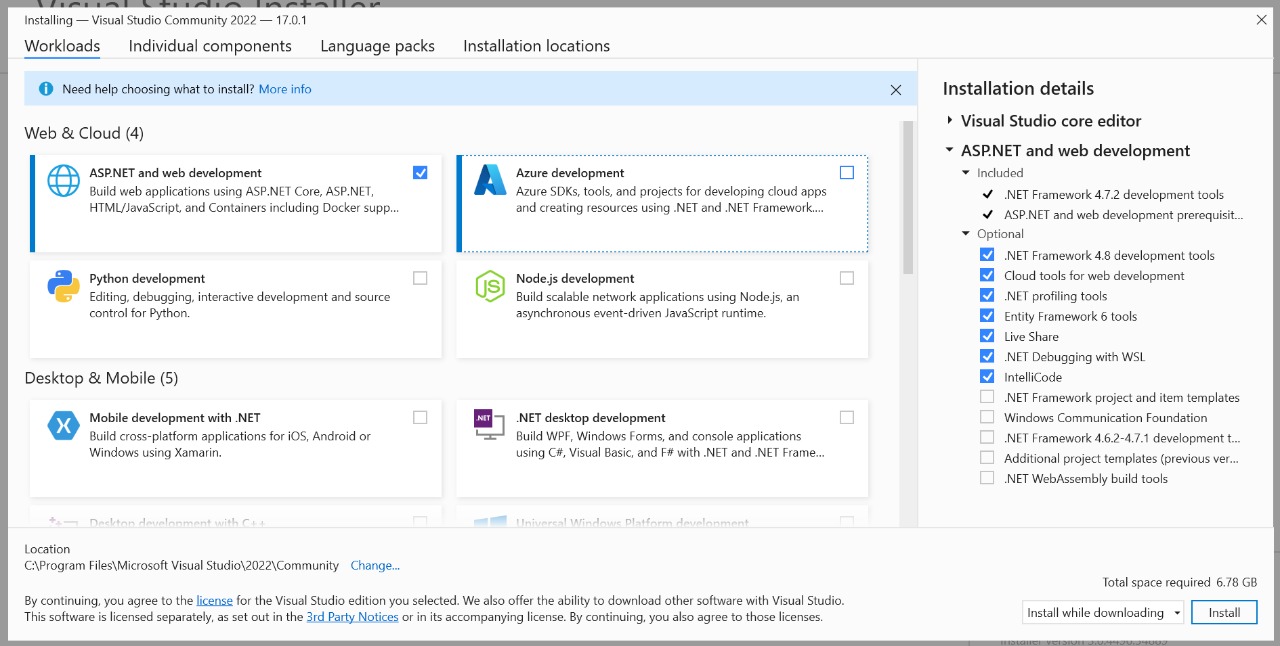 Visual Studio Installer
Installing — Visual Studio Community 2022 — 17.0.1
Workloads
Individual components
Language packs
Installation locations
Need help choosing what to install? More info
Web & Cloud (4)
ASP.NET and web development
Build web applications using ASP.NET Core, ASP.NET,
HTML/JavaScript, and Containers including Docker supp...
Azure development
Azure SDKs, tools, and projects for developing cloud apps
and creating resources using .NET and .NET Framework....
Python development
Editing, debugging, interactive development and source
control for Python.
Node.js development
Build scalable network applications using Node.js, an
asynchronous event-driven JavaScript runtime.
Desktop & Mobile (5)
Mobile development with .NET
Build cross-platform applications for iOS, Android or
Windows using Xamarin.
.NET
.NET desktop development
Build WPF, Windows Forms, and console applications
using C#, Visual Basic, and F# with .NET and .NET Frame...
Desktop development with C++
Universal Windows Platform development
Installation details
Visual Studio core editor
ASP.NET and web development
Included
.NET Framework 4.7.2 development tools
ASP.NET and web development prerequisit...
Optional
.NET Framework 4.8 development tools
Cloud tools for web development
.NET profiling tools
Entity Framework 6 tools
Live Share
.NET Debugging with WSL
IntelliCode
.NET Framework project and item templates
Windows Communication Foundation
.NET Framework 4.6.2-4.7.1 development t...
Additional project templates (previous ver...
.NET WebAssembly build tools
Location
C:\Program Files\Microsoft Visual Studio\2022\Community Change...
By continuing, you agree to the license for the Visual Studio edition you selected. We also offer the ability to download other software with Visual Studio.
This software is licensed separately, as set out in the 3rd Party Notices or in its accompanying license. By continuing, you also agree to those licenses.
Total space required 6.78 GB
Install while downloading
Install